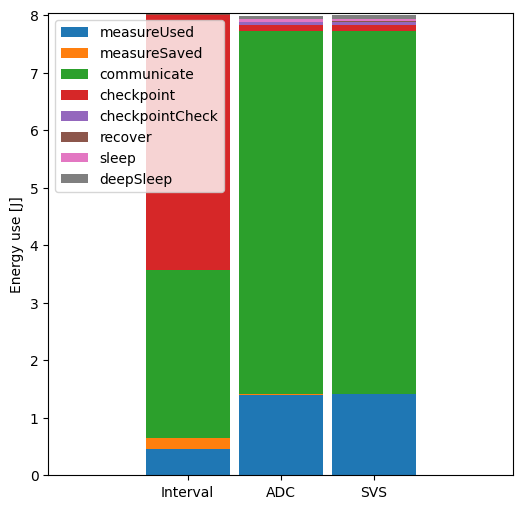 8
7
6
5
4
3
2
1
0
Energy use [J]
measureUsed
measureSaved
communicate
checkpoint
checkpointCheck
recover
sleep
deepSleep
Interval
ADC
SVS